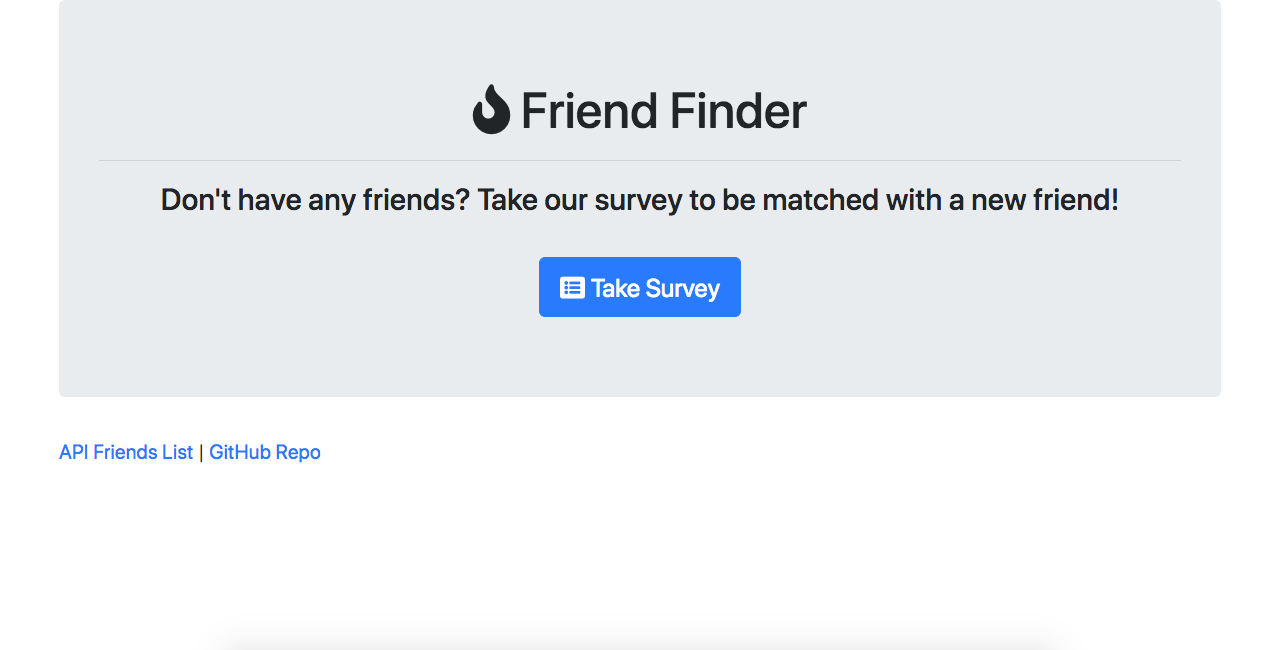 Friend Finder
Don't have any friends? Take our survey to be matched with a new friend!
Take Survey
API Friends List | GitHub Repo